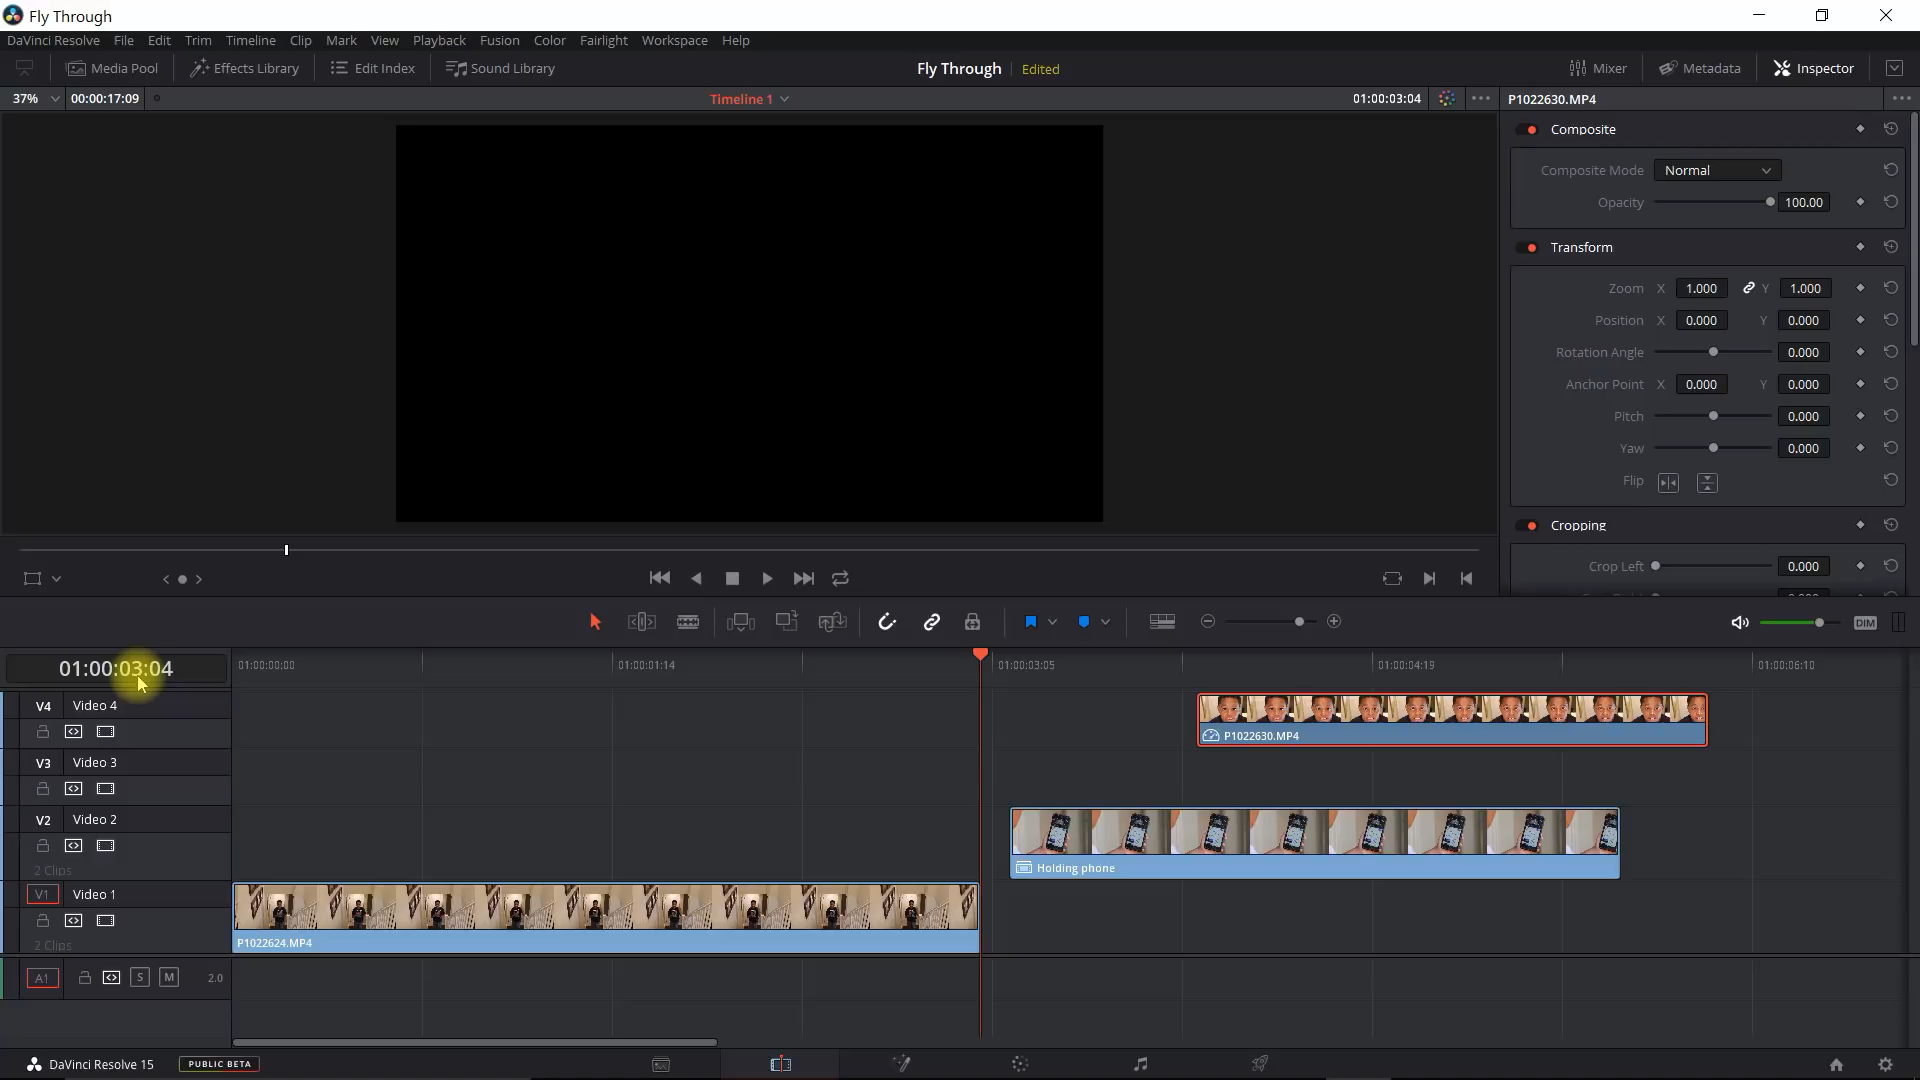 Fly Through
DaVinci Resolve File Edit Trim Timeline Clip Mark View Playback Fusion Color Fairlight Workspace Help
Media Pool Effects Library Edit Index Sound Library Fly Through Edited Mixer Metadata Inspector
37% 00:00:17:09 Timeline 1 01:00:03:04 P1022630.MP4
Composite
Composite Mode Normal
Opacity 100.00
Transform
Zoom X 1.000 Y 1.000
Position X 0.000 Y 0.000
Rotation Angle 0.000
Anchor Point X 0.000 Y 0.000
Pitch 0.000
Yaw 0.000
Flip
Cropping
Crop Left 0.000
DIM
01:00:03:04 01:00:00:00 01:00:01:14 01:00:03:05 01:00:04:19 01:00:06:10
V4 Video 4
P1022630.MP4
V3 Video 3
V2 Video 2
2 Clips
Holding phone
V1 Video 1
2 Clips
P1022624.MP4
A1 S M 2.0
DaVinci Resolve 15 PUBLIC BETA